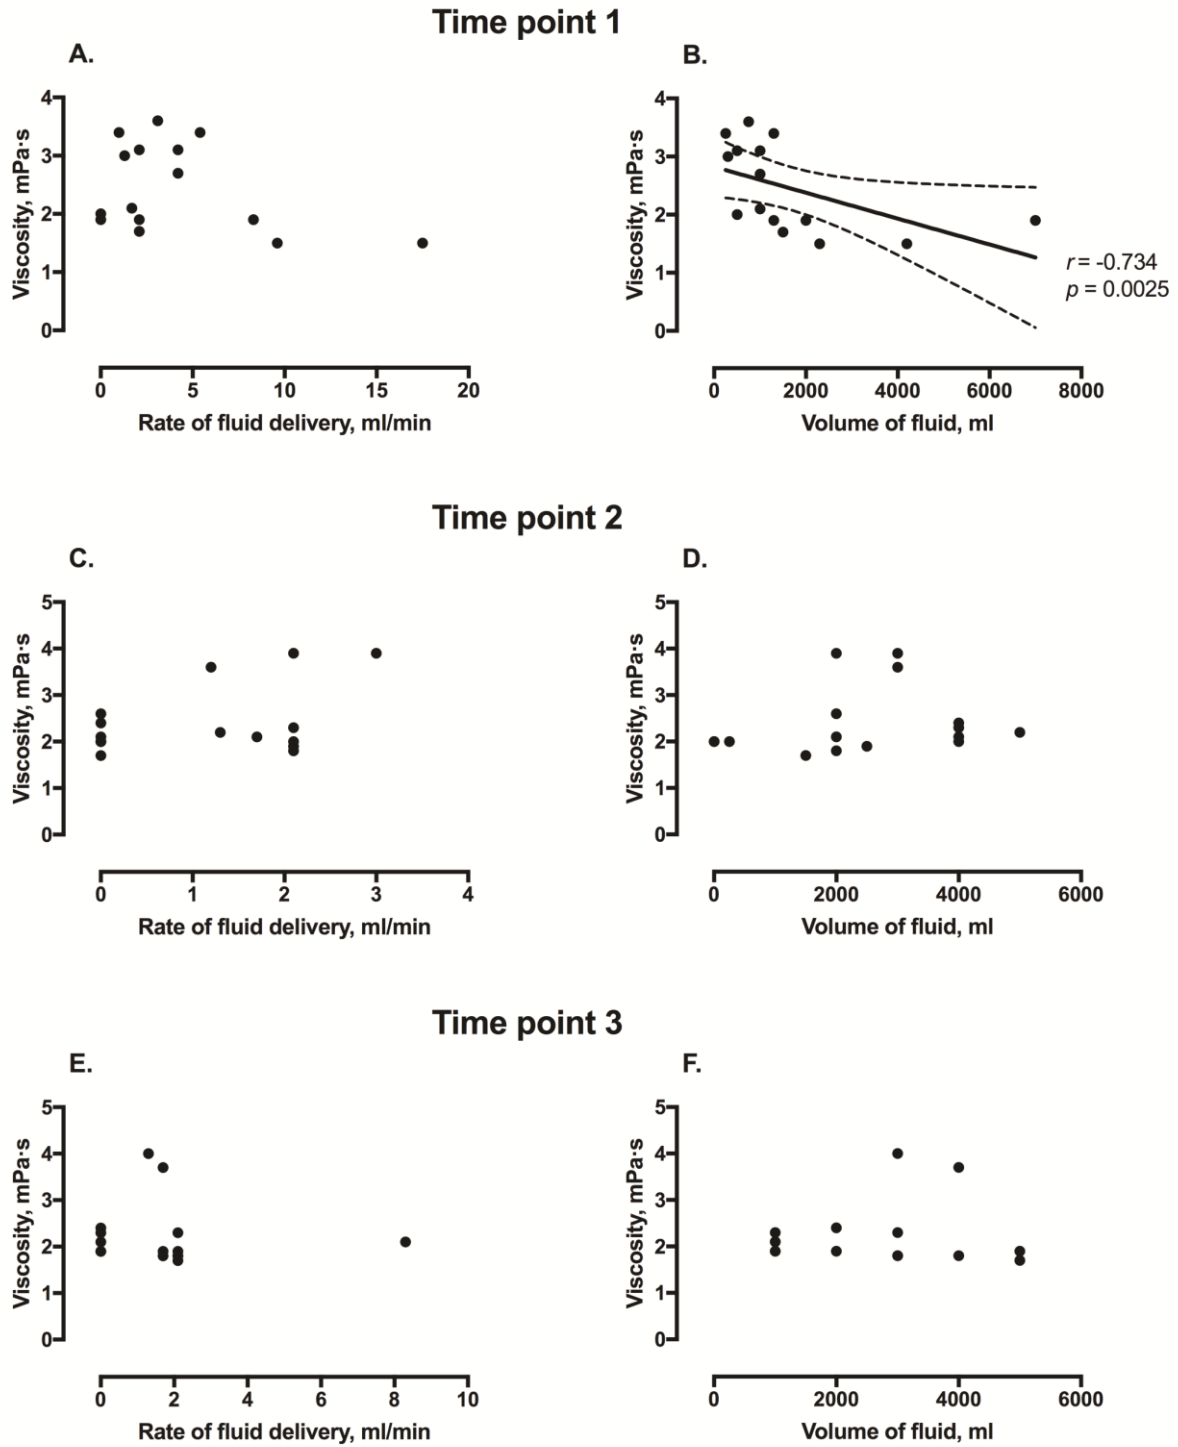 Time point 1
A.
B.
4
3
2
1
0
Viscosity, mPa·s
0 5 10 15 20
Rate of fluid delivery, ml/min
4
3
2
1
0
Viscosity, mPa·s
r = -0.734
p = 0.0025
0 2000 4000 6000 8000
Volume of fluid, ml
Time point 2
C.
D.
5
4
3
2
1
0
Viscosity, mPa·s
0 1 2 3 4
Rate of fluid delivery, ml/min
5
4
3
2
1
0
Viscosity, mPa·s
0 2000 4000 6000
Volume of fluid, ml
Time point 3
E.
F.
5
4
3
2
1
0
Viscosity, mPa·s
0 2 4 6 8 10
Rate of fluid delivery, ml/min
5
4
3
2
1
0
Viscosity, mPa·s
0 2000 4000 6000
Volume of fluid, ml